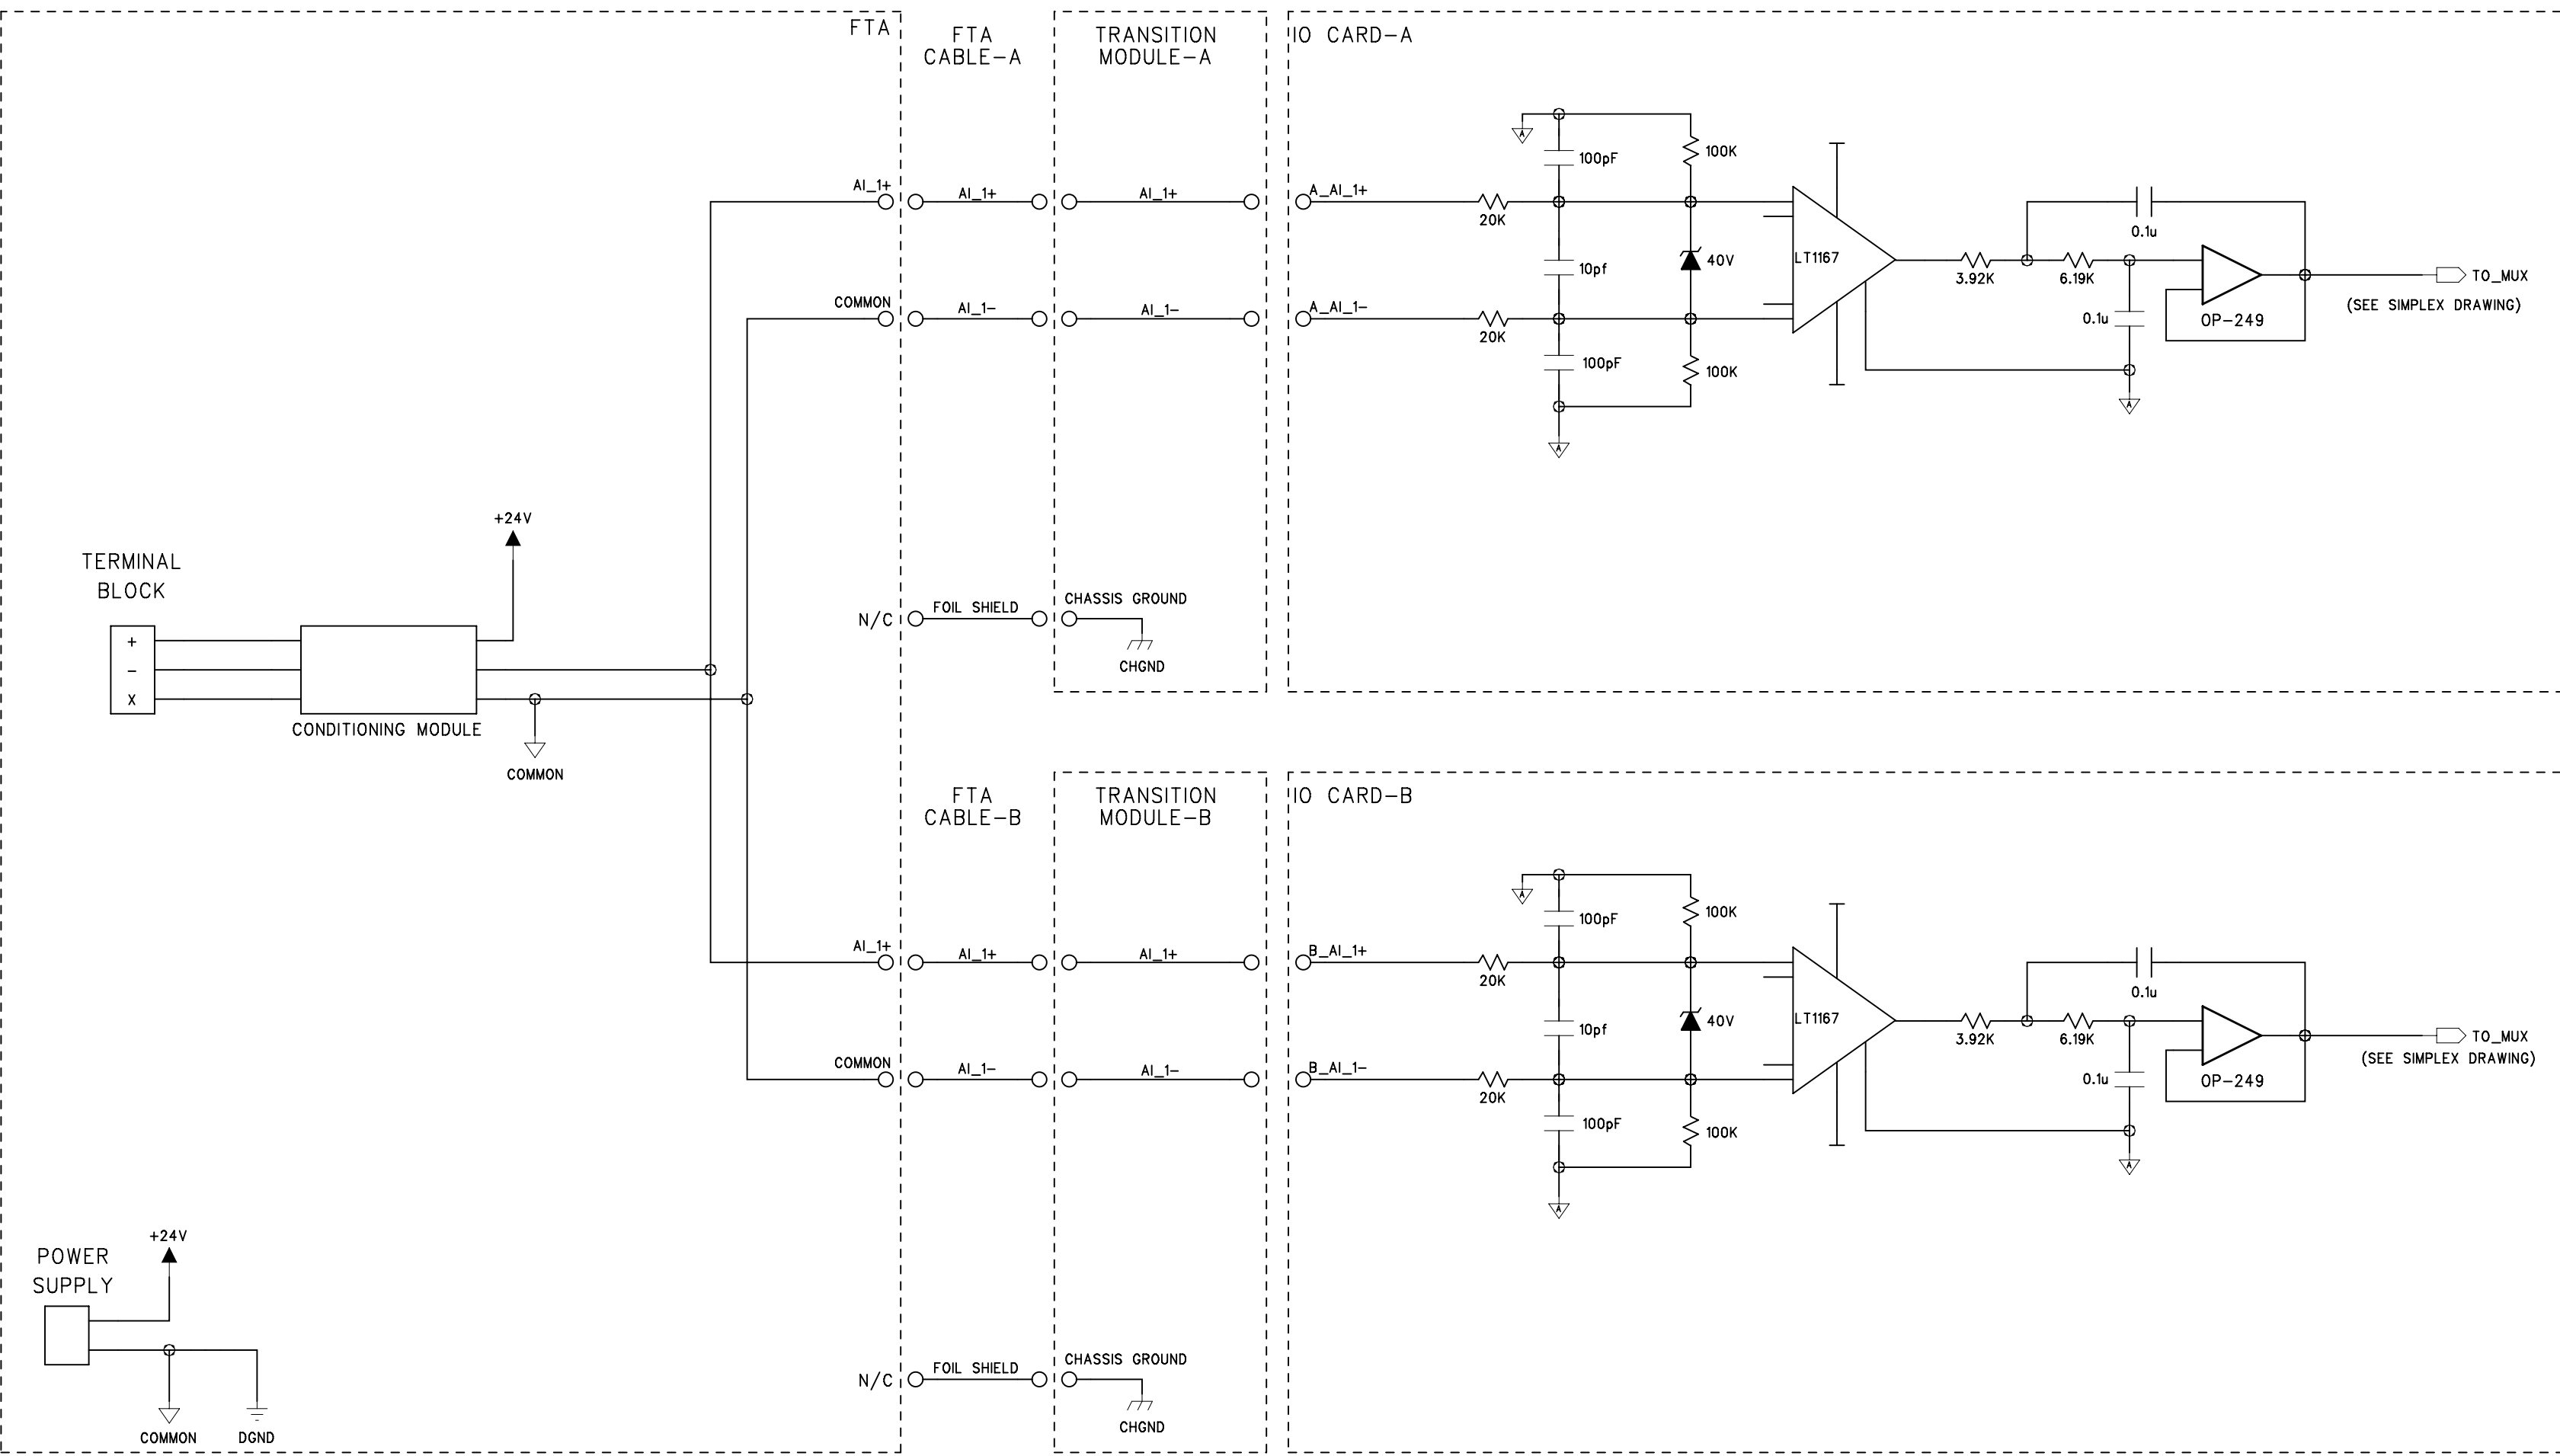 FTA
FTA
CABLE-A
TRANSITION
MODULE-A
IO CARD-A
A
100pF
100K
AI_1+
AI_1+
AI_1+
A_AI_1+
20K
0.1u
10pf
40V
LT1167
3.92K
6.19K
TO_MUX
(SEE SIMPLEX DRAWING)
COMMON
AI_1-
AI_1-
A_AI_1-
20K
0.1u
OP-249
100pF
100K
A
A
+24V
TERMINAL
BLOCK
+
-
X
CONDITIONING MODULE
COMMON
N/C
FOIL SHIELD
CHASSIS GROUND
CHGND
FTA
CABLE-B
TRANSITION
MODULE-B
IO CARD-B
A
100pF
100K
AI_1+
AI_1+
AI_1+
B_AI_1+
20K
0.1u
10pf
40V
LT1167
3.92K
6.19K
TO_MUX
(SEE SIMPLEX DRAWING)
COMMON
AI_1-
AI_1-
B_AI_1-
20K
0.1u
OP-249
100pF
100K
A
A
+24V
POWER
SUPPLY
COMMON
DGND
N/C
FOIL SHIELD
CHASSIS GROUND
CHGND